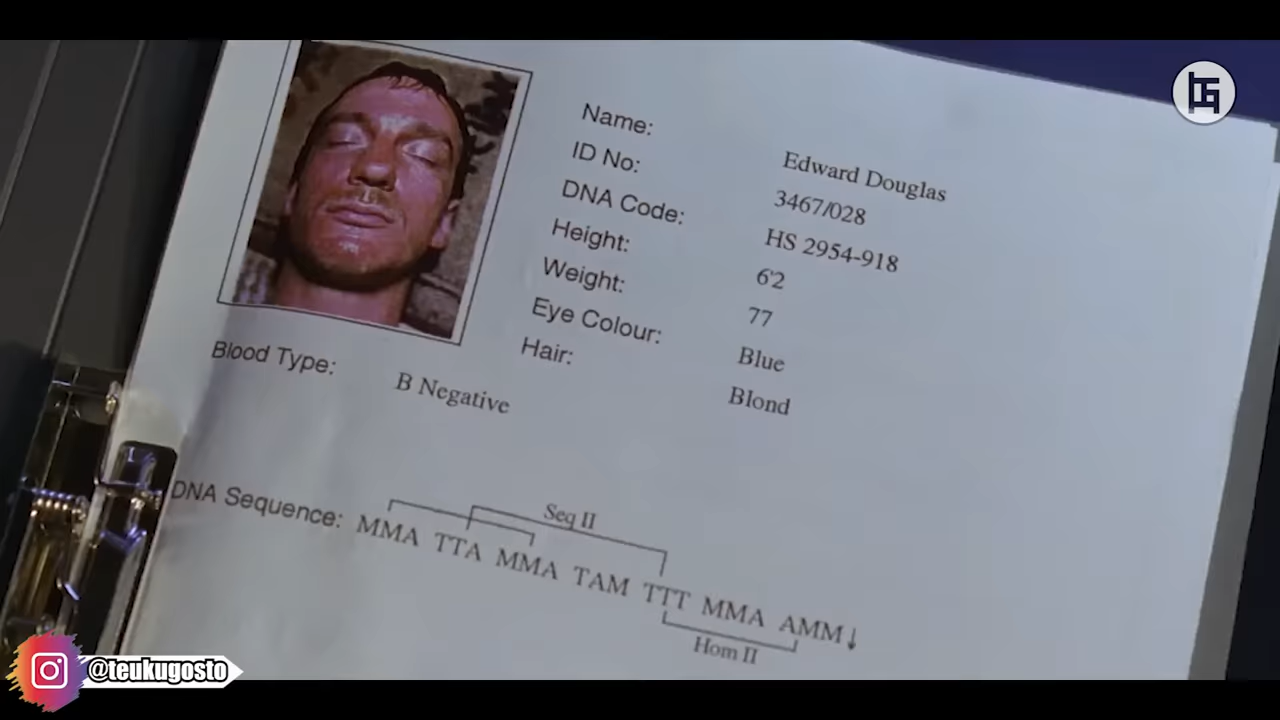 Name: Edward Douglas
ID No: 3467/028
DNA Code: HS 2954-918
Height: 6'2
Weight: 77
Eye Colour: Blue
Hair: Blond
Blood Type: B Negative
Seq II
DNA Sequence: MMA TTA MMA TAM TTT MMA AMM↓
Hom II
@teukugosto